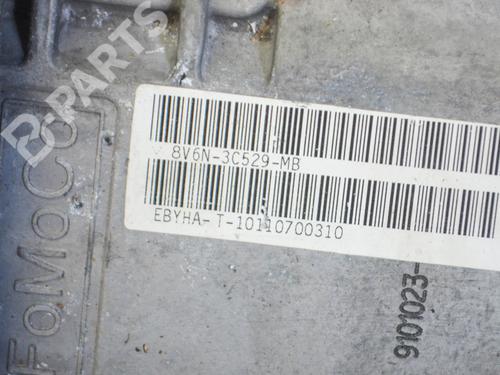 B-PARTS
8V6N-3C529-MB
EBYHA-T-10110700310
FoMoCo
9101023-